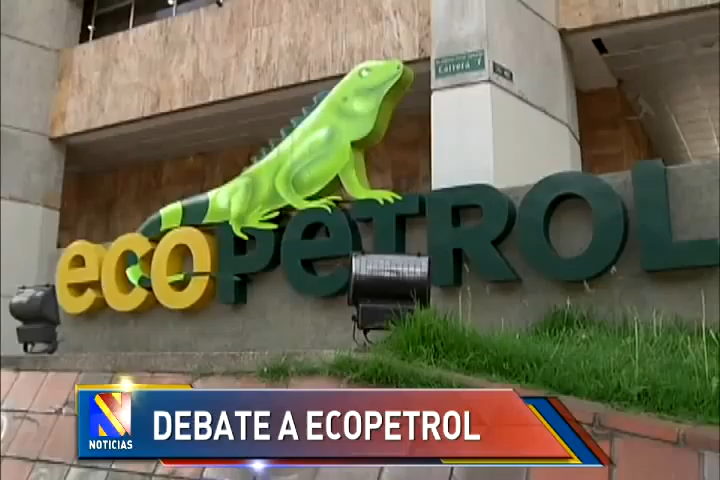 Carrera 7
ecoPETROL
N
NOTICIAS
DEBATE A ECOPETROL